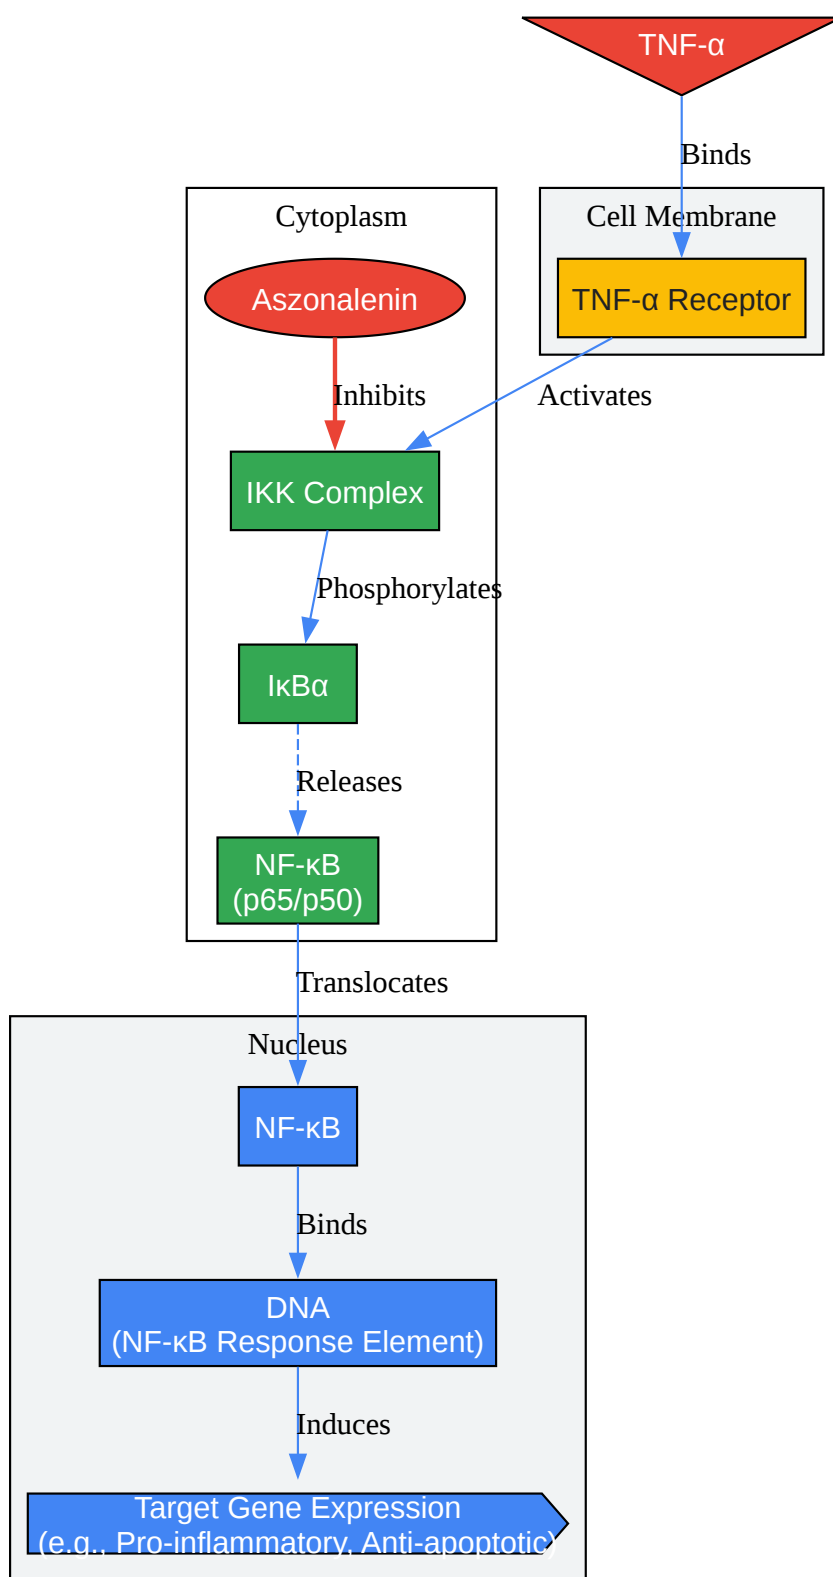 TNF-α
Binds
Cytoplasm
Cell Membrane
Aszonalenin
TNF-α Receptor
Inhibits
Activates
IKK Complex
Phosphorylates
IκBα
Releases
NF-κB
(p65/p50)
Translocates
Nucleus
NF-κB
Binds
DNA
(NF-κB Response Element)
Induces
Target Gene Expression
(e.g., Pro-inflammatory, Anti-apoptotic)